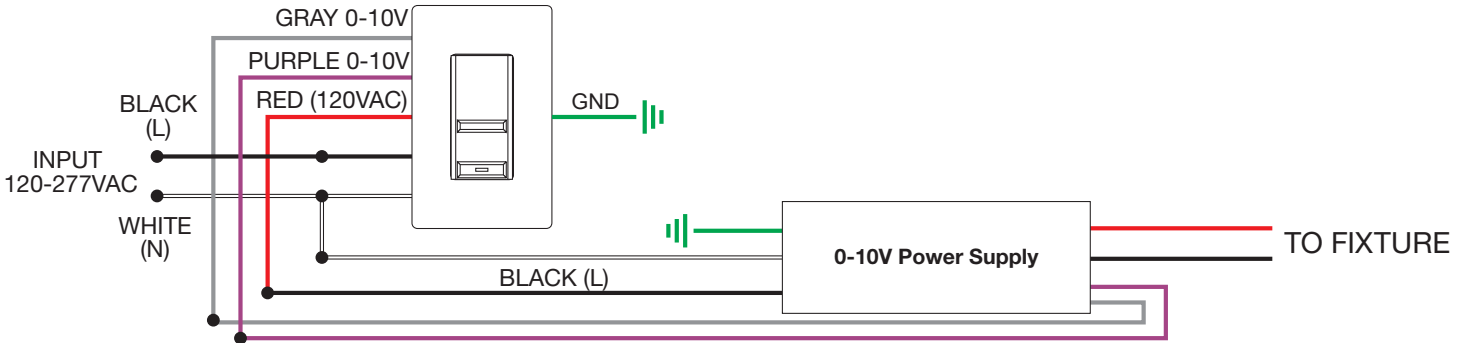 GRAY 0-10V
PURPLE 0-10V
RED (120VAC)
BLACK
(L)
INPUT
120-277VAC
WHITE
(N)
GND
0-10V Power Supply
BLACK (L)
TO FIXTURE